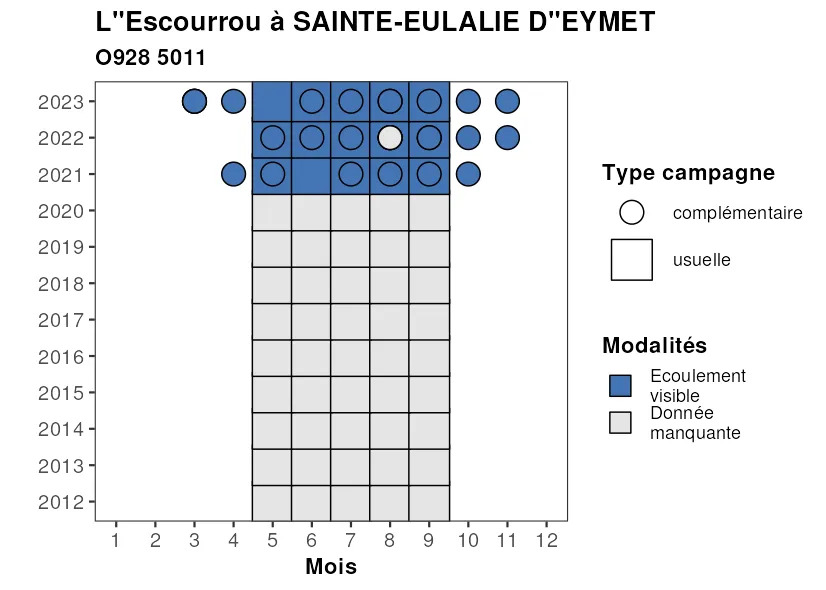 L"Escourrou à SAINTE-EULALIE D"EYMET
O928 5011
2023
2022
2021
2020
2019
2018
2017
2016
2015
2014
2013
2012
1 2 3 4 5 6 7 8 9 10 11 12
Mois
Type campagne
complémentaire
usuelle
Modalités
Ecoulement
visible
Donnée
manquante